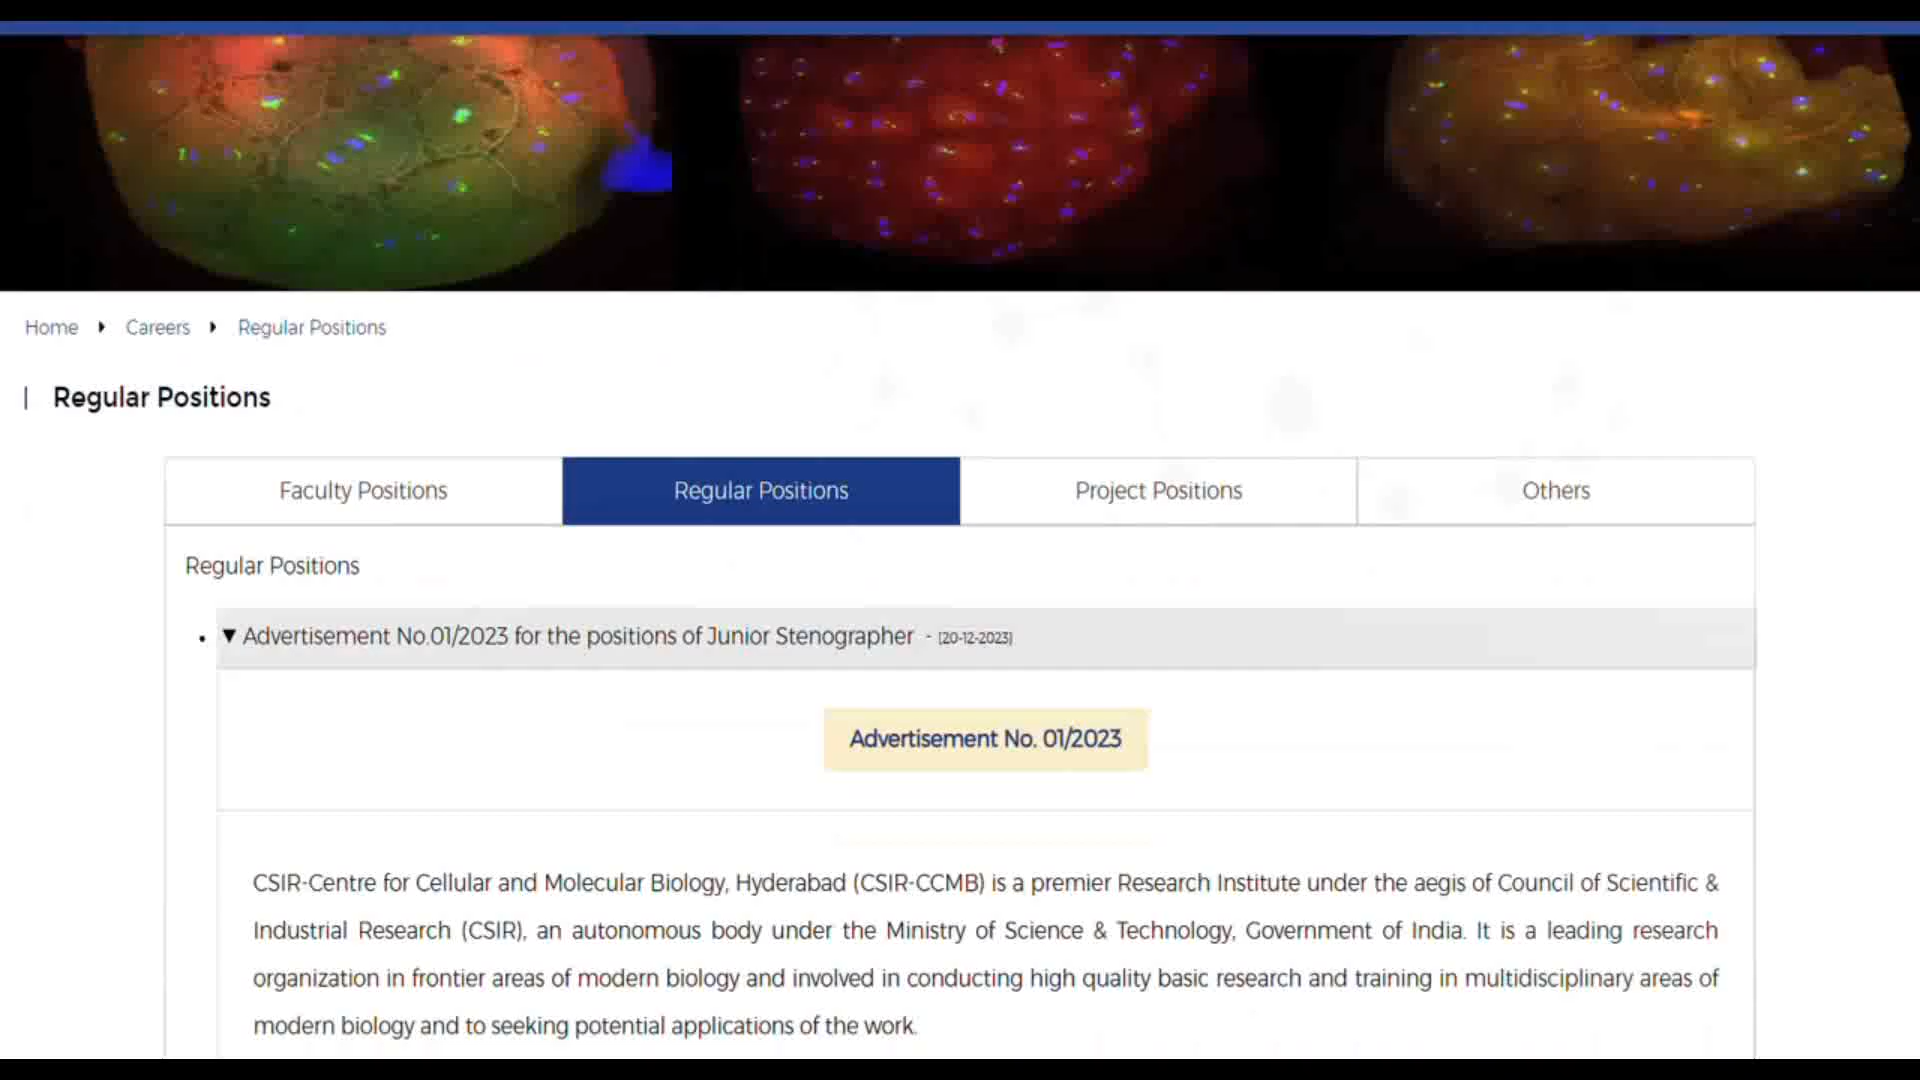 Home Careers Regular Positions
Regular Positions
Faculty Positions Regular Positions Project Positions Others
Regular Positions
Advertisement No.01/2023 for the positions of Junior Stenographer - [20-12-2023]
Advertisement No. 01/2023
CSIR-Centre for Cellular and Molecular Biology, Hyderabad (CSIR-CCMB) is a premier Research Institute under the aegis of Council of Scientific &
Industrial Research (CSIR), an autonomous body under the Ministry of Science & Technology, Government of India. It is a leading research
organization in frontier areas of modern biology and involved in conducting high quality basic research and training in multidisciplinary areas of
modern biology and to seeking potential applications of the work.